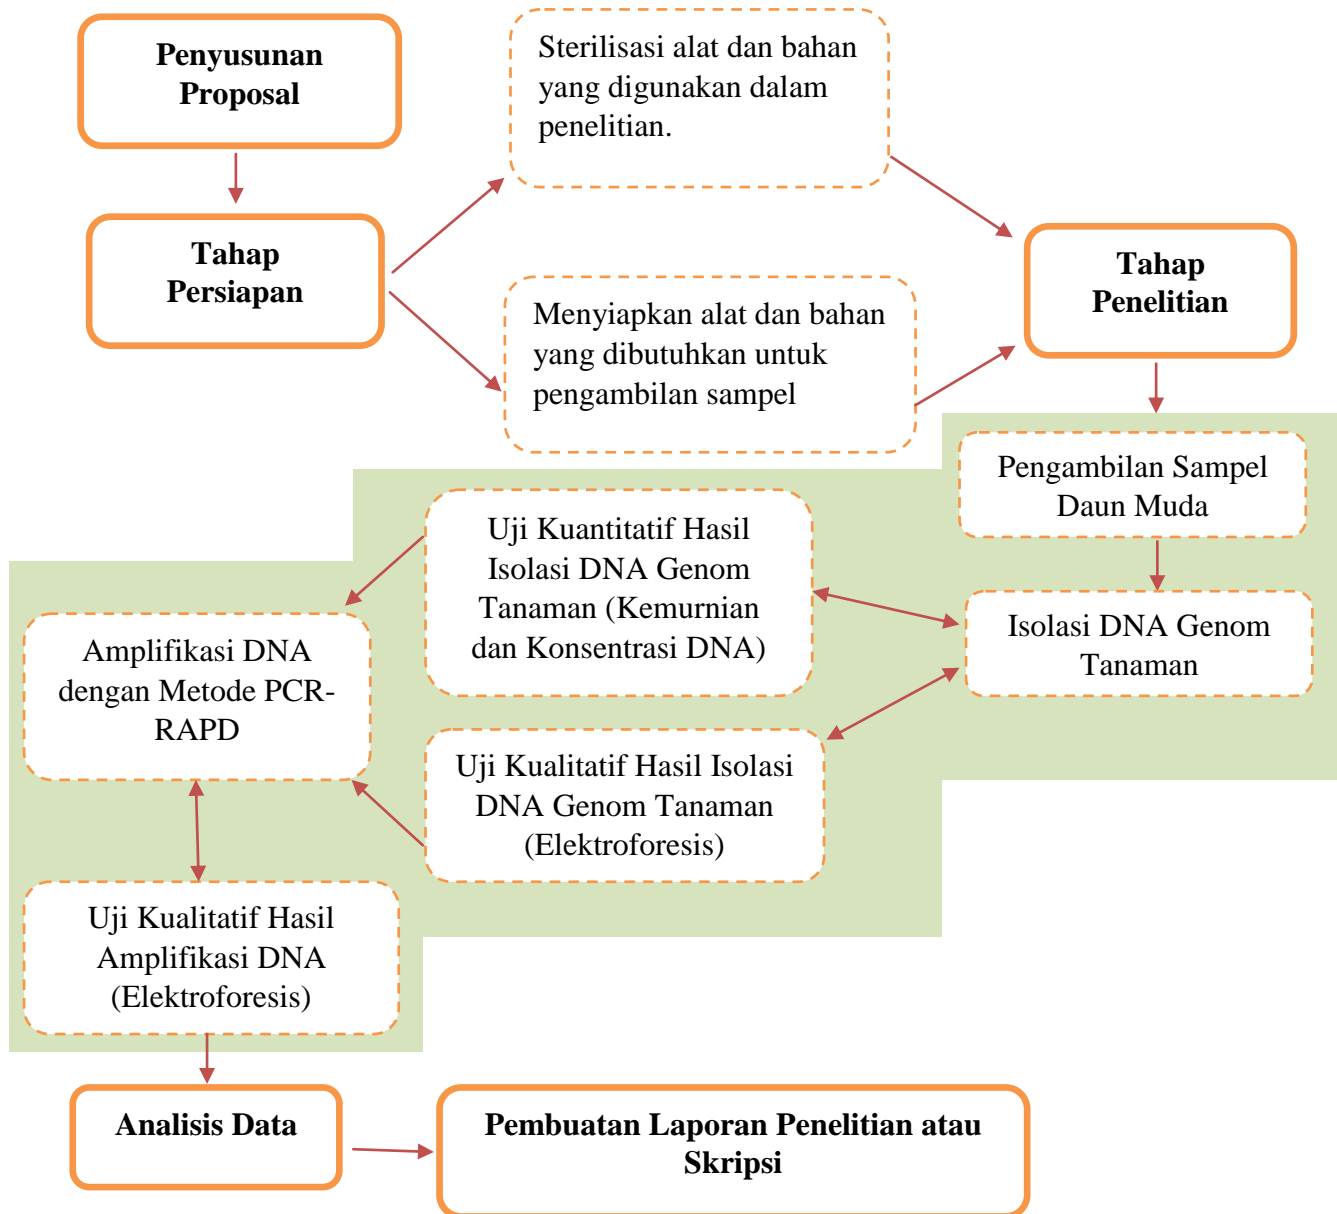 Penyusunan
Proposal
Sterilisasi alat dan bahan
yang digunakan dalam
penelitian.
Tahap
Persiapan
Menyiapkan alat dan bahan
yang dibutuhkan untuk
pengambilan sampel
Tahap
Penelitian
Pengambilan Sampel
Daun Muda
Isolasi DNA Genom
Tanaman
Uji Kuantitatif Hasil
Isolasi DNA Genom
Tanaman (Kemurnian
dan Konsentrasi DNA)
Uji Kualitatif Hasil Isolasi
DNA Genom Tanaman
(Elektroforesis)
Amplifikasi DNA
dengan Metode PCR-
RAPD
Uji Kualitatif Hasil
Amplifikasi DNA
(Elektroforesis)
Analisis Data
Pembuatan Laporan Penelitian atau
Skripsi